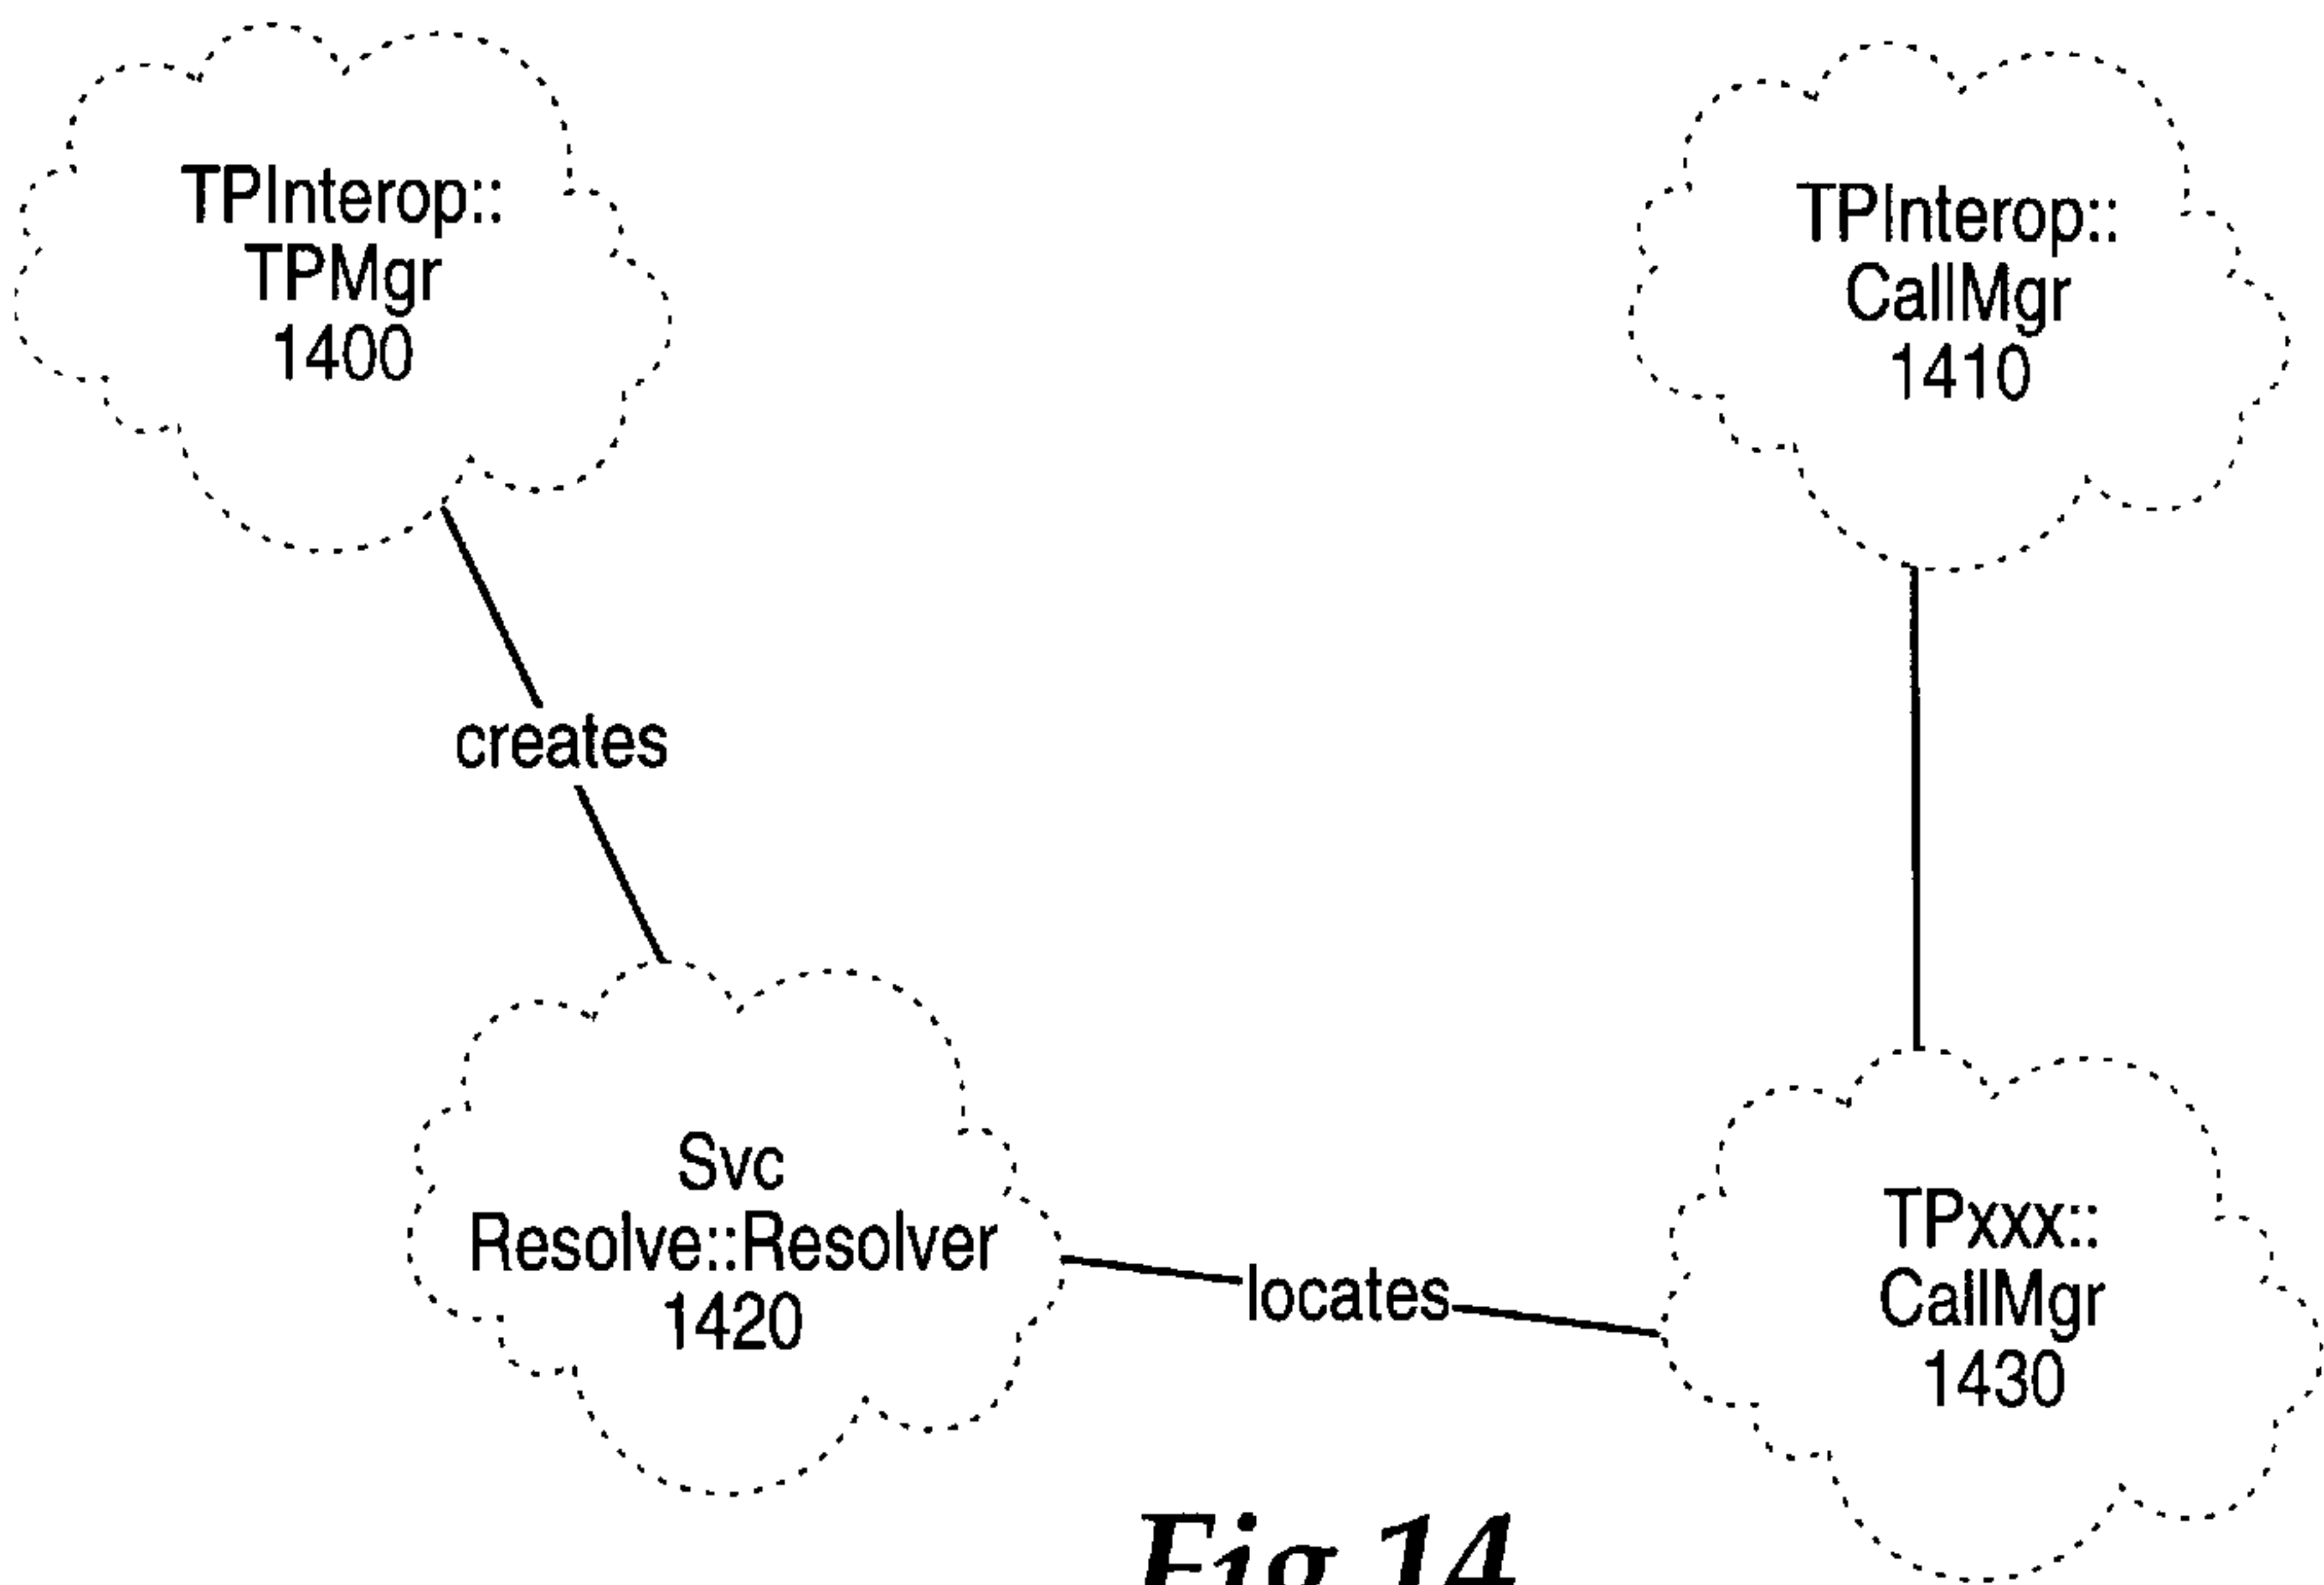 TPInterop::
TPMgr
1400
TPInterop::
CallMgr
1410
creates
Svc
Resolve::Resolver
1420
locates
TPxxx::
CallMgr
1430
Fig 14